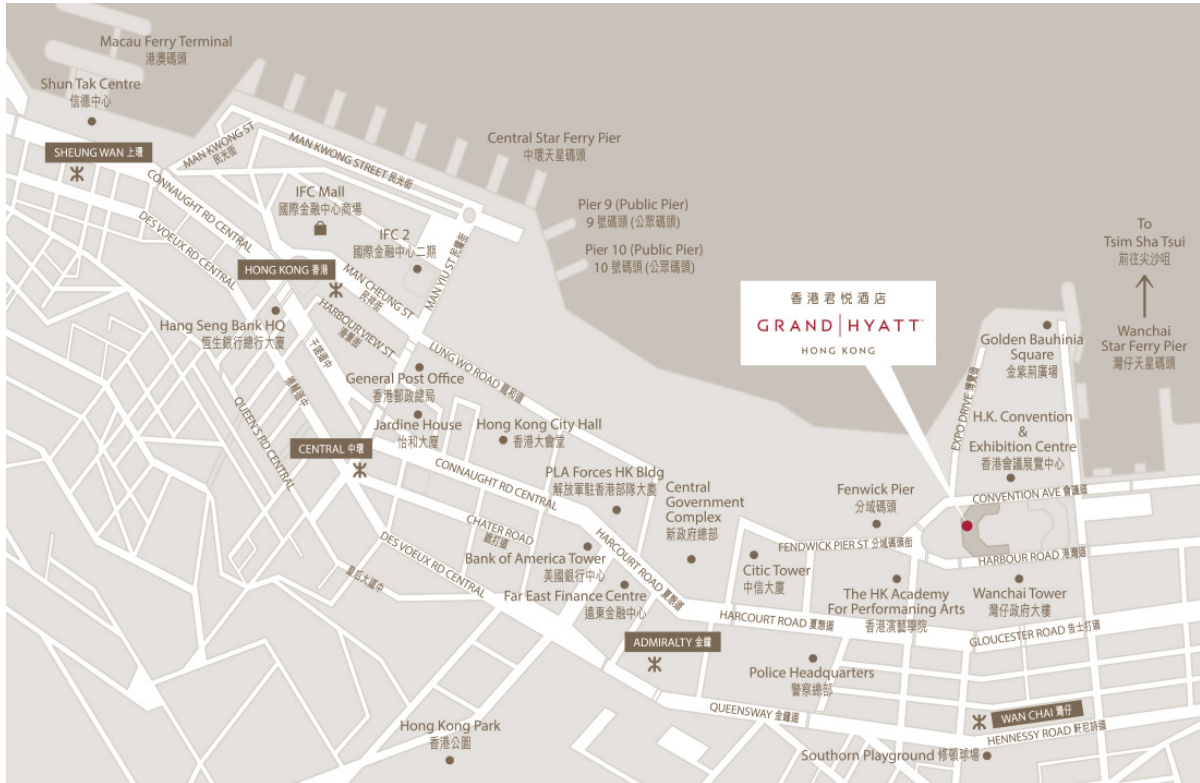 Macau Ferry Terminal
港澳碼頭
Shun Tak Centre
信德中心
SHEUNG WAN 上環
MAN KWONG ST
民光街
MAN KWONG STREET 民光街
Central Star Ferry Pier
中環天星碼頭
Pier 9 (Public Pier)
9 號碼頭 (公眾碼頭)
Pier 10 (Public Pier)
10 號碼頭 (公眾碼頭)
To
Tsim Sha Tsui
前往尖沙咀
Wanchai
Star Ferry Pier
灣仔天星碼頭
IFC Mall
國際金融中心商場
IFC 2
國際金融中心二期
CONNAUGHT RD CENTRAL
DES VOEUX RD CENTRAL
HONG KONG 香港
MAN CHEUNG ST
民祥街
MAN YIU ST 民耀街
HARBOUR VIEW ST
港景街
香港君悅酒店
GRAND HYATT
HONG KONG
Golden Bauhinia
Square
金紫荊廣場
EXPO DRIVE 博覽道
H.K. Convention
&
Exhibition Centre
香港會議展覽中心
CONVENTION AVE 會議道
Hang Seng Bank HQ
恆生銀行總行大廈
干諾道中
德輔道中
QUEEN'S RD CENTRAL
LUNG WO ROAD 龍和道
General Post Office
香港郵政總局
Jardine House
怡和大廈
Hong Kong City Hall
香港大會堂
CENTRAL 中環
CONNAUGHT RD CENTRAL
PLA Forces HK Bldg
解放軍駐香港部隊大廈
Central
Government
Complex
新政府總部
Fenwick Pier
分域碼頭
FENDWICK PIER ST 分域碼頭街
HARBOUR ROAD 港灣道
CHATER ROAD
遮打道
DES VOEUX RD CENTRAL
皇后大道中
Bank of America Tower
美國銀行中心
Far East Finance Centre
遠東金融中心
HARCOURT ROAD 夏慤道
Citic Tower
中信大廈
The HK Academy
For Performaning Arts
香港演藝學院
Wanchai Tower
灣仔政府大樓
HARCOURT ROAD 夏慤道
GLOUCESTER ROAD 告士打道
ADMIRALTY 金鐘
Police Headquarters
警察總部
QUEENSWAY 金鐘道
WAN CHAI 灣仔
HENNESSY ROAD 軒尼詩道
Hong Kong Park
香港公園
Southorn Playground 修頓球場